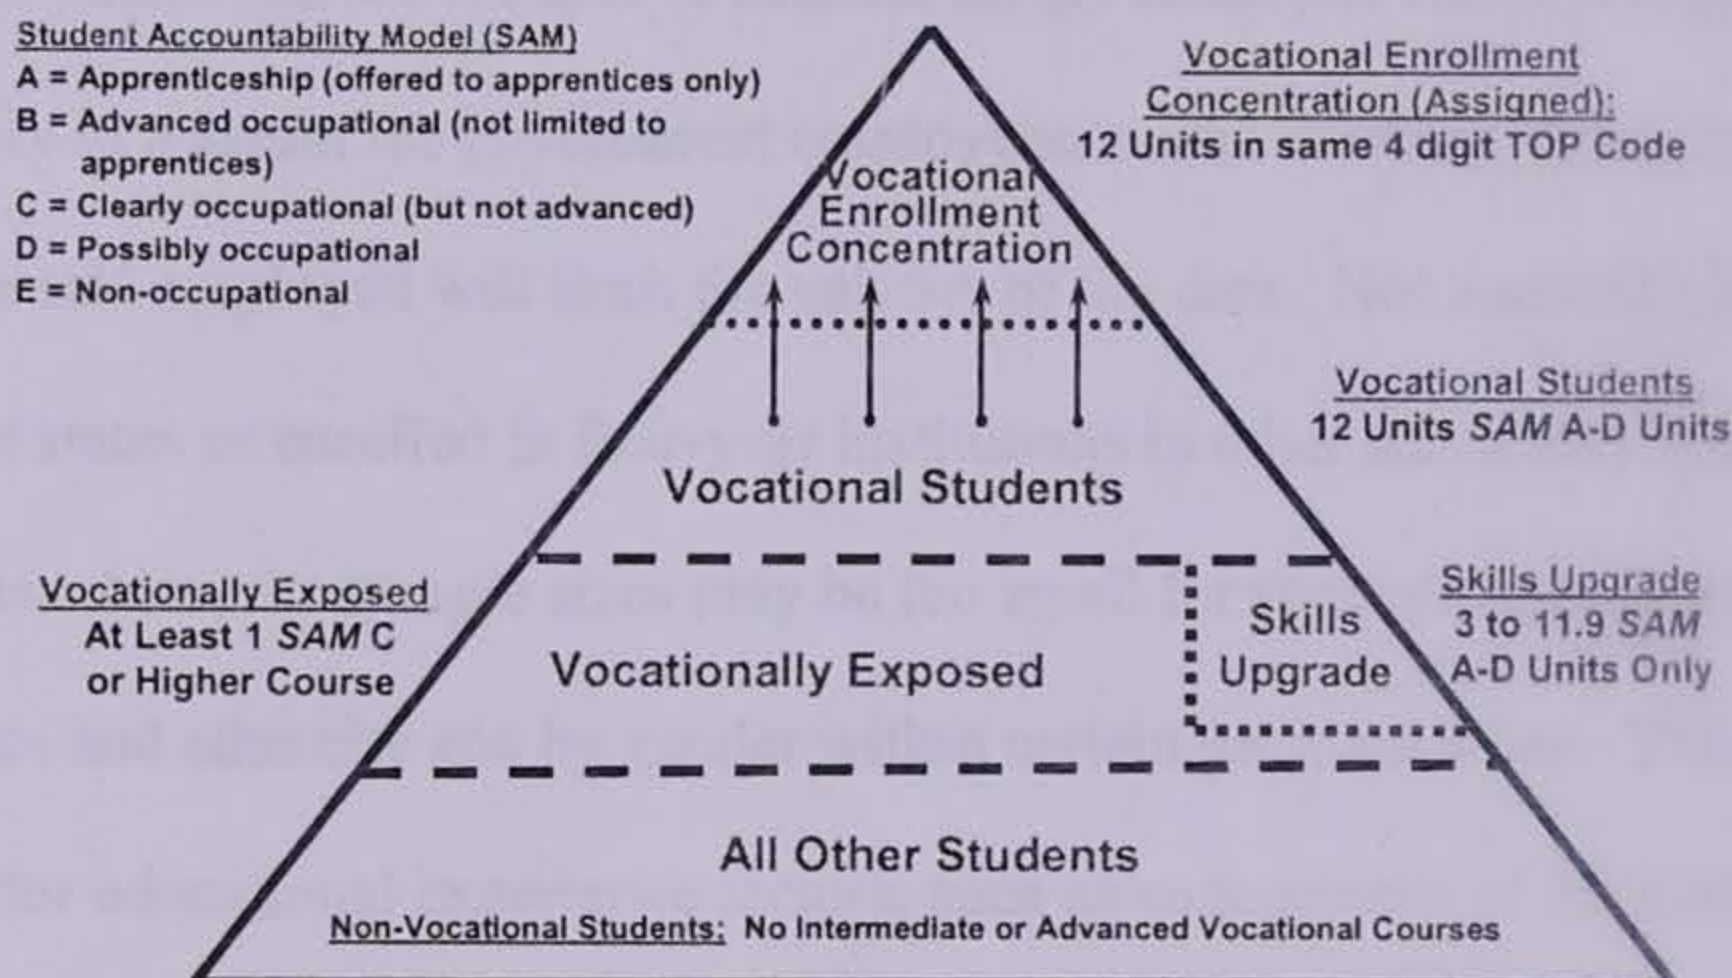 Student Accountability Model (SAM)
A = Apprenticeship (offered to apprentices only)
B = Advanced occupational (not limited to
apprentices)
C = Clearly occupational (but not advanced)
D = Possibly occupational
E = Non-occupational
Vocational Enrollment
Concentration (Assigned):
12 Units in same 4 digit TOP Code
Vocational
Enrollment
Concentration
Vocational Students
12 Units SAM A-D Units
Vocational Students
Vocationally Exposed
At Least 1 SAM C
or Higher Course
Vocationally Exposed
Skills
Upgrade
Skills Upgrade
3 to 11.9 SAM
A-D Units Only
All Other Students
Non-Vocational Students: No Intermediate or Advanced Vocational Courses